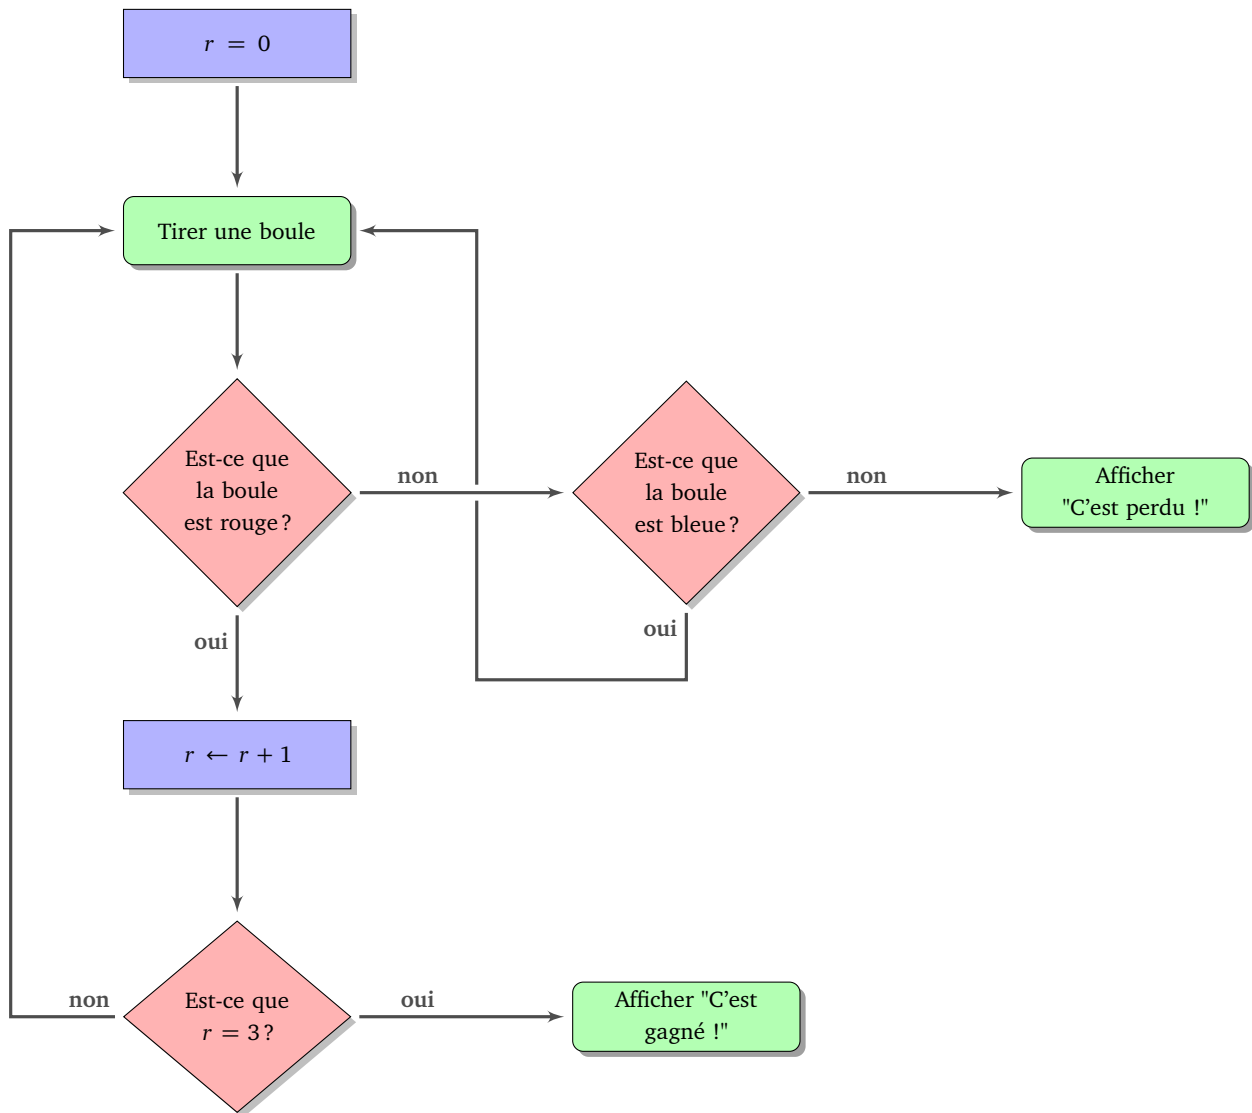 r = 0
Tirer une boule
Est-ce que
la boule
est rouge ?
non
Est-ce que
la boule
est bleue ?
non
Afficher
"C'est perdu !"
oui
oui
r ← r + 1
non
Est-ce que
r = 3 ?
oui
Afficher "C'est
gagné !"